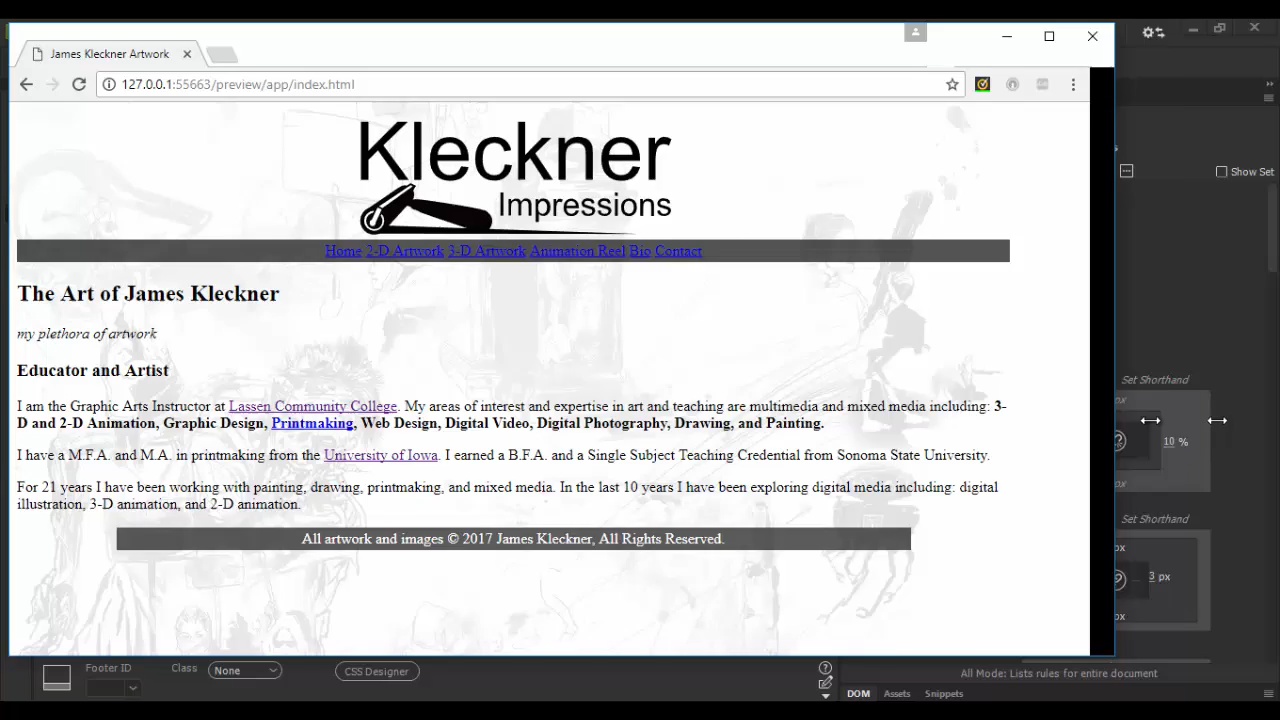 James Kleckner Artwork
127.0.0.1:55663/preview/app/index.html
Kleckner
Impressions
Home 2-D Artwork 3-D Artwork Animation Reel Bio Contact
The Art of James Kleckner
my plethora of artwork
Educator and Artist
I am the Graphic Arts Instructor at Lassen Community College. My areas of interest and expertise in art and teaching are multimedia and mixed media including: 3-
D and 2-D Animation, Graphic Design, Printmaking, Web Design, Digital Video, Digital Photography, Drawing, and Painting.
I have a M.F.A. and M.A. in printmaking from the University of Iowa. I earned a B.F.A. and a Single Subject Teaching Credential from Sonoma State University.
For 21 years I have been working with painting, drawing, printmaking, and mixed media. In the last 10 years I have been exploring digital media including: digital
illustration, 3-D animation, and 2-D animation.
All artwork and images © 2017 James Kleckner, All Rights Reserved.
Show Set
Set Shorthand
px
10 %
px
Set Shorthand
px
3 px
px
Footer ID
Class
None
CSS Designer
All Mode: Lists rules for entire document
DOM Assets Snippets